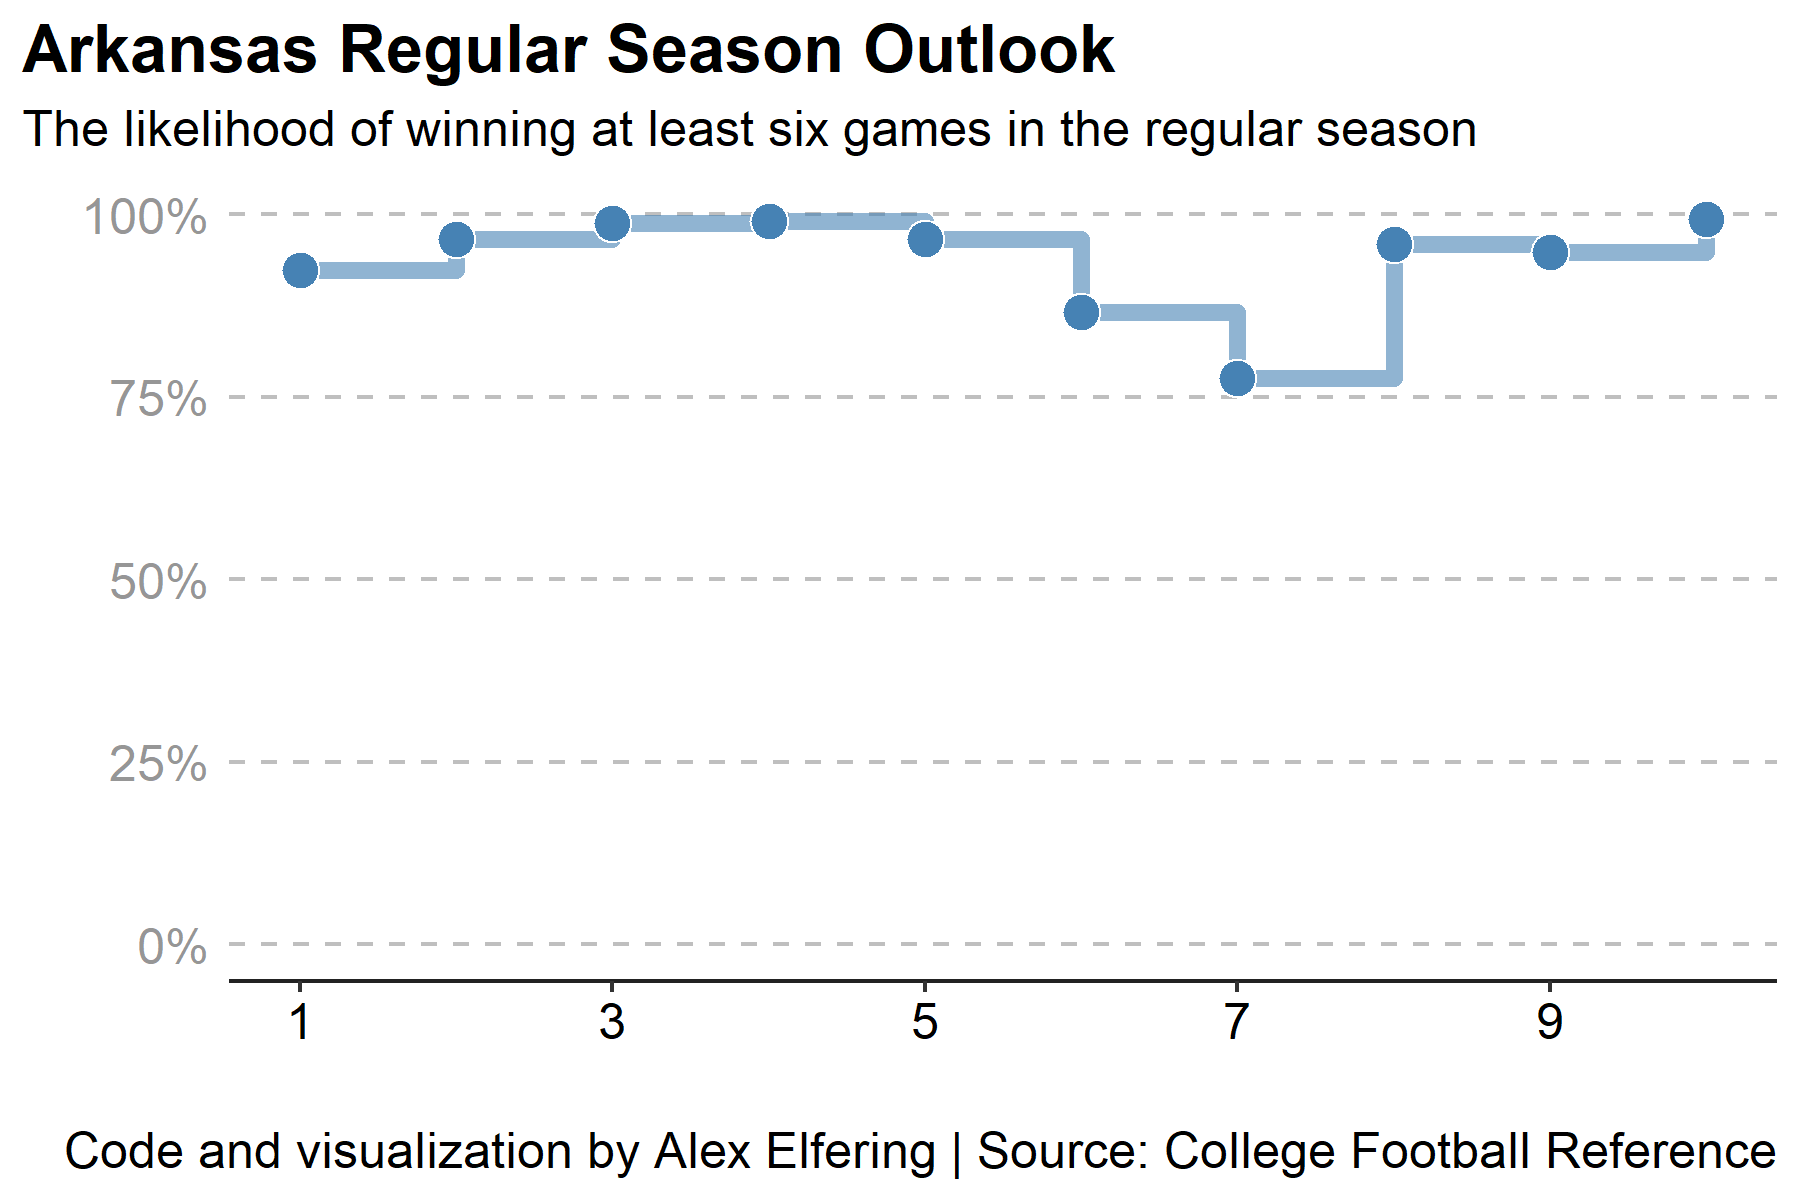 Arkansas Regular Season Outlook
The likelihood of winning at least six games in the regular season
100%
75%
50%
25%
0%
1 3 5 7 9
Code and visualization by Alex Elfering | Source: College Football Reference